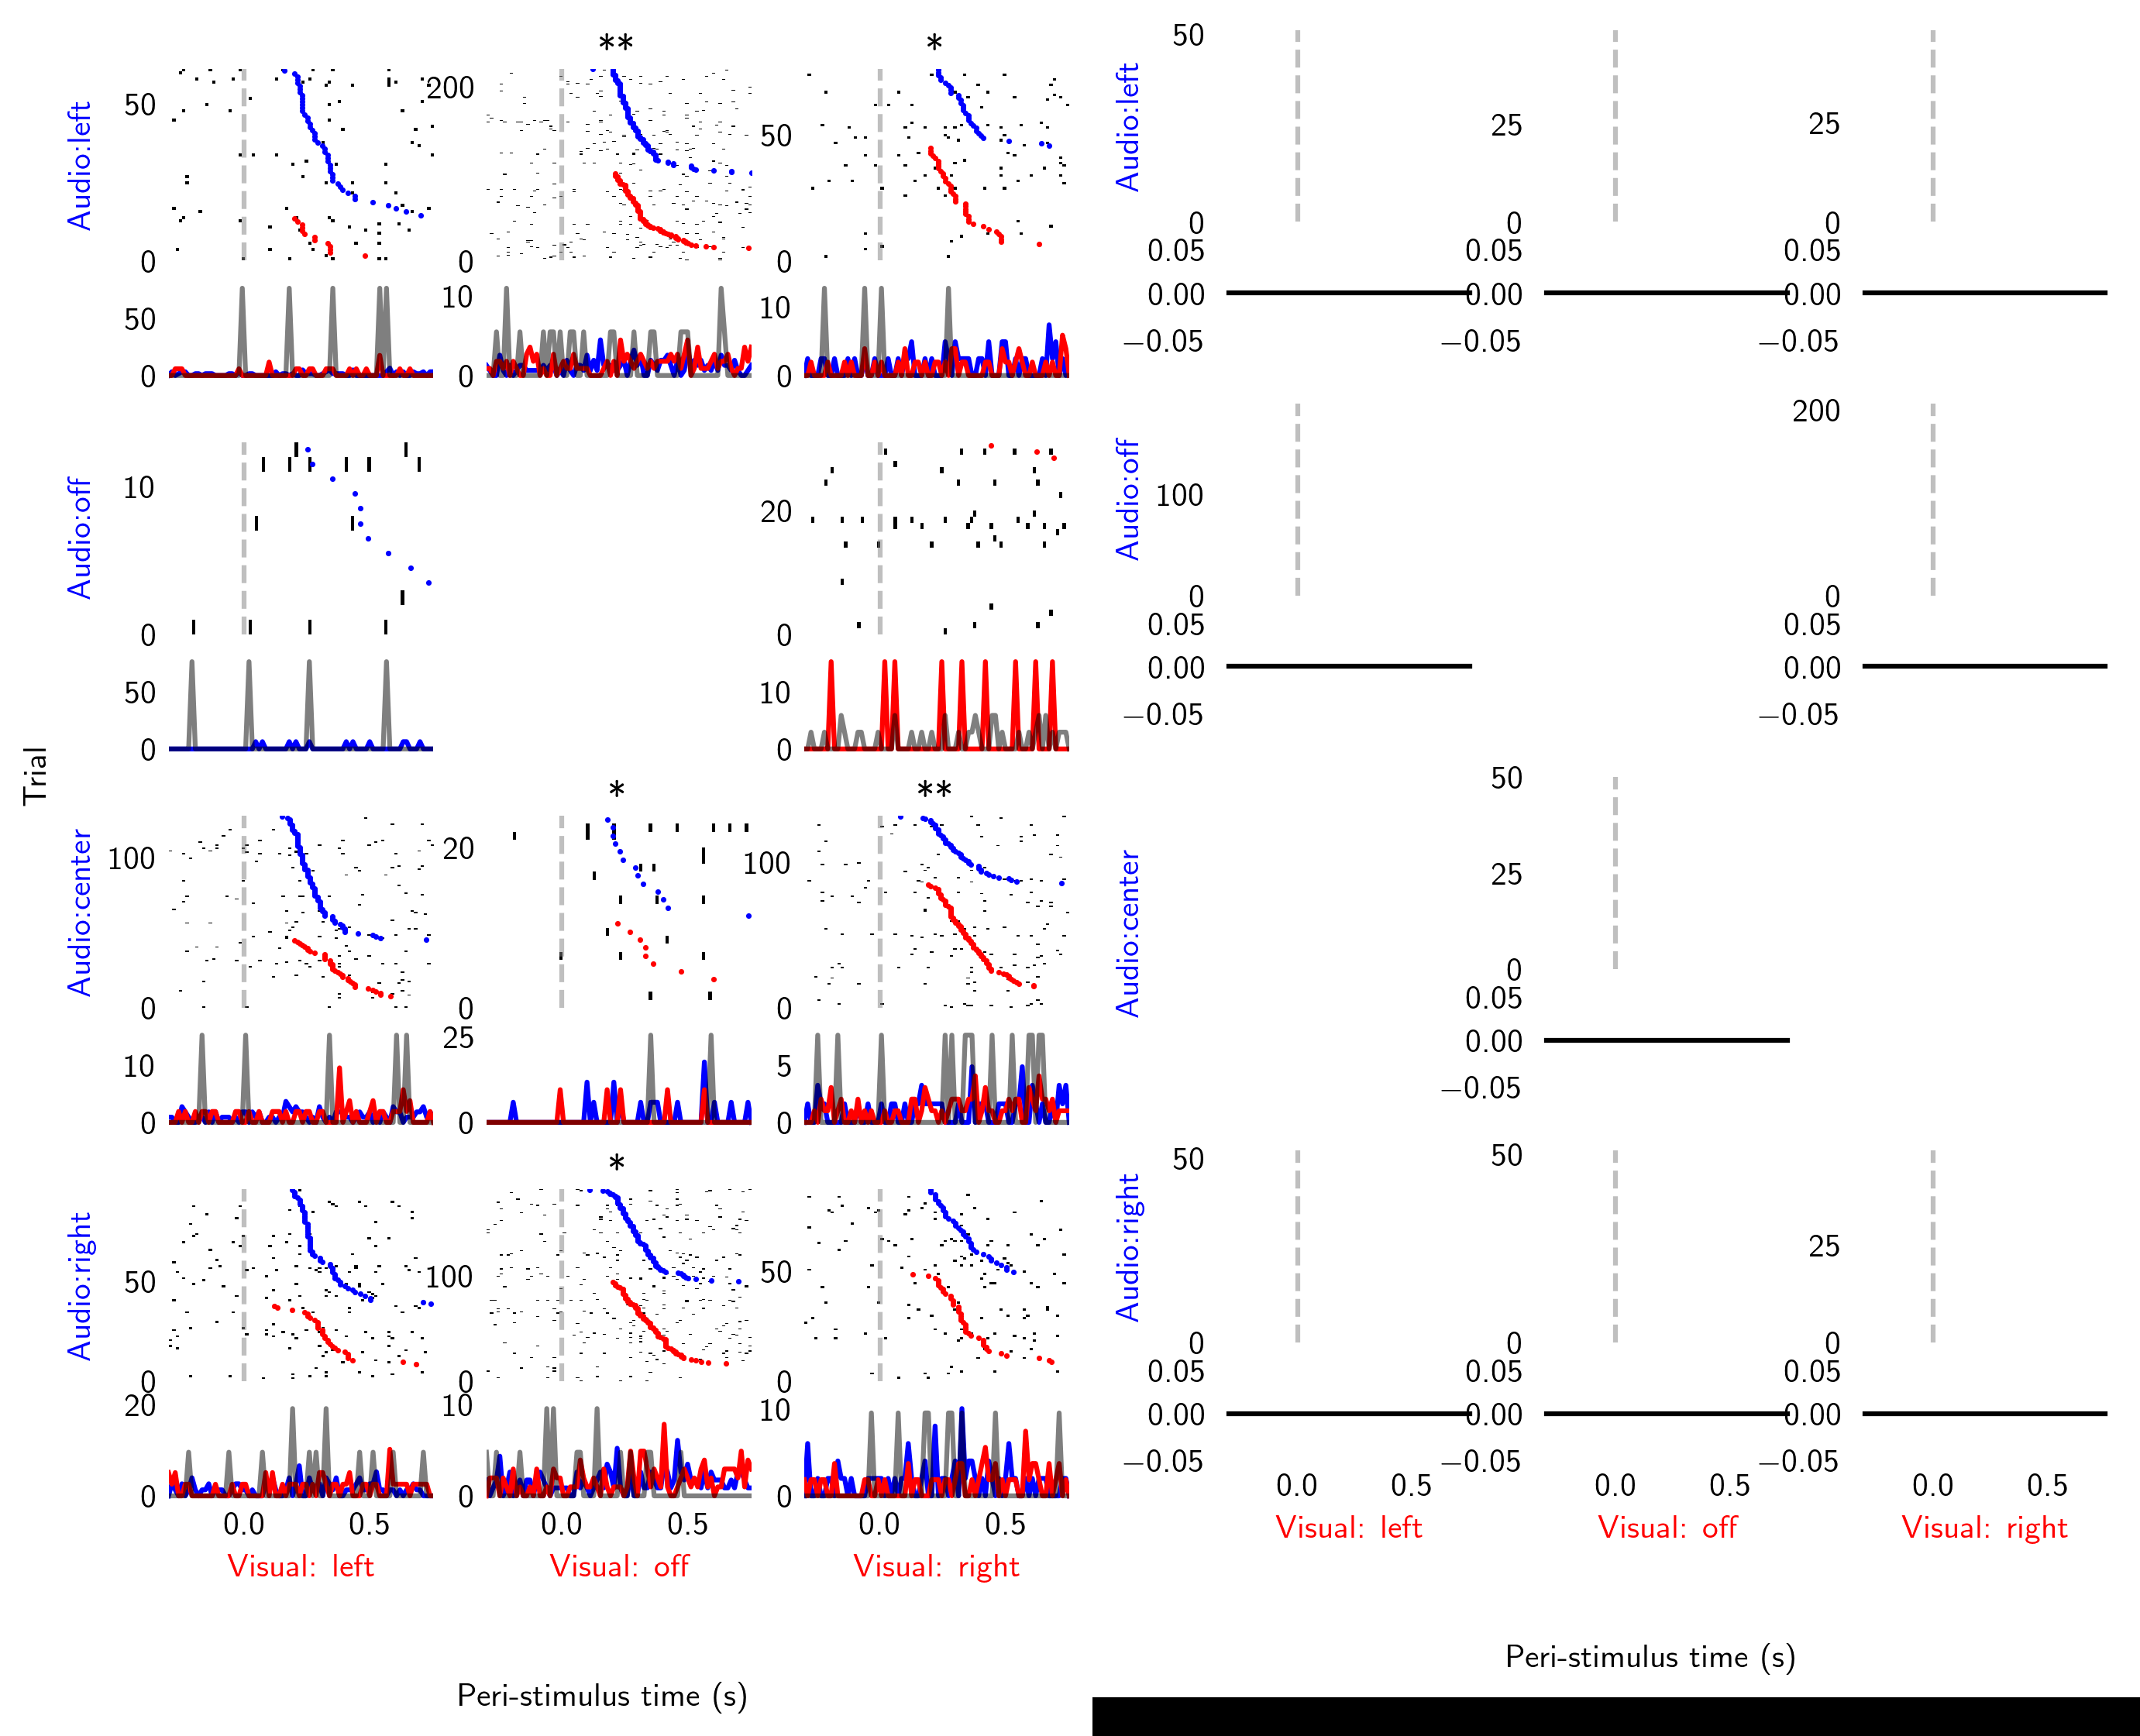 ** *
50 0 50 0
200 0 10 0
50 0 10 0
Audio:left
50 0 0.05 0.00 −0.05
25 0 0.05 0.00 −0.05
25 0 0.05 0.00 −0.05
Audio:left
10 0 50 0
20 0 10 0
Audio:off
100 0 0.05 0.00 −0.05
200 0 0.05 0.00 −0.05
Audio:off
Trial
* **
100 0 10 0
20 0 25 0
100 0 5 0
Audio:center
50 25 0 0.05 0.00 −0.05
Audio:center
*
50 0 20 0
100 0 10 0
50 0 10 0
Audio:right
50 0 0.05 0.00 −0.05
50 0 0.05 0.00 −0.05
25 0 0.05 0.00 −0.05
Audio:right
0.0 0.5 0.0 0.5 0.0 0.5
Visual: left Visual: off Visual: right
0.0 0.5 0.0 0.5 0.0 0.5
Visual: left Visual: off Visual: right
Peri-stimulus time (s)
Peri-stimulus time (s)